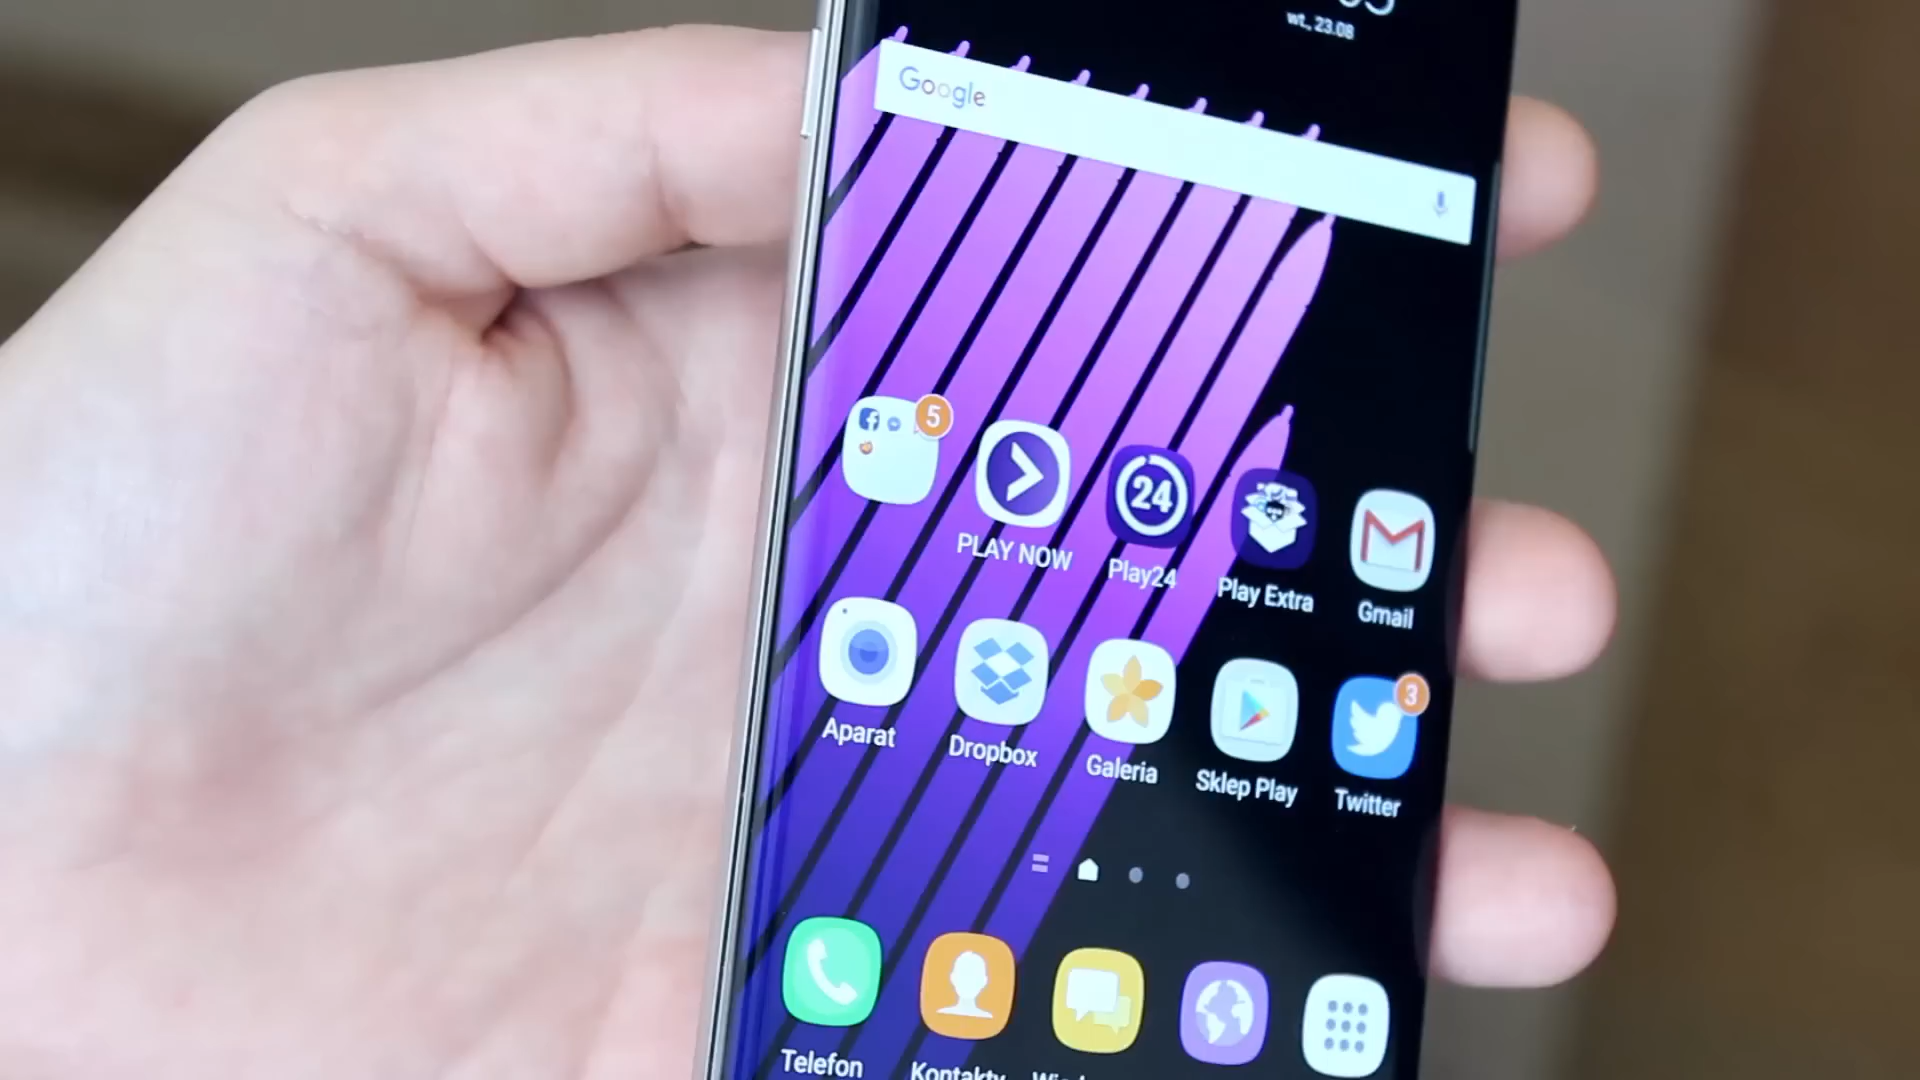 wt., 23.08
Google
5
PLAY NOW
24
Play24
Play Extra
Gmail
Aparat
Dropbox
Galeria
Sklep Play
3
Twitter
Telefon
Kontakty